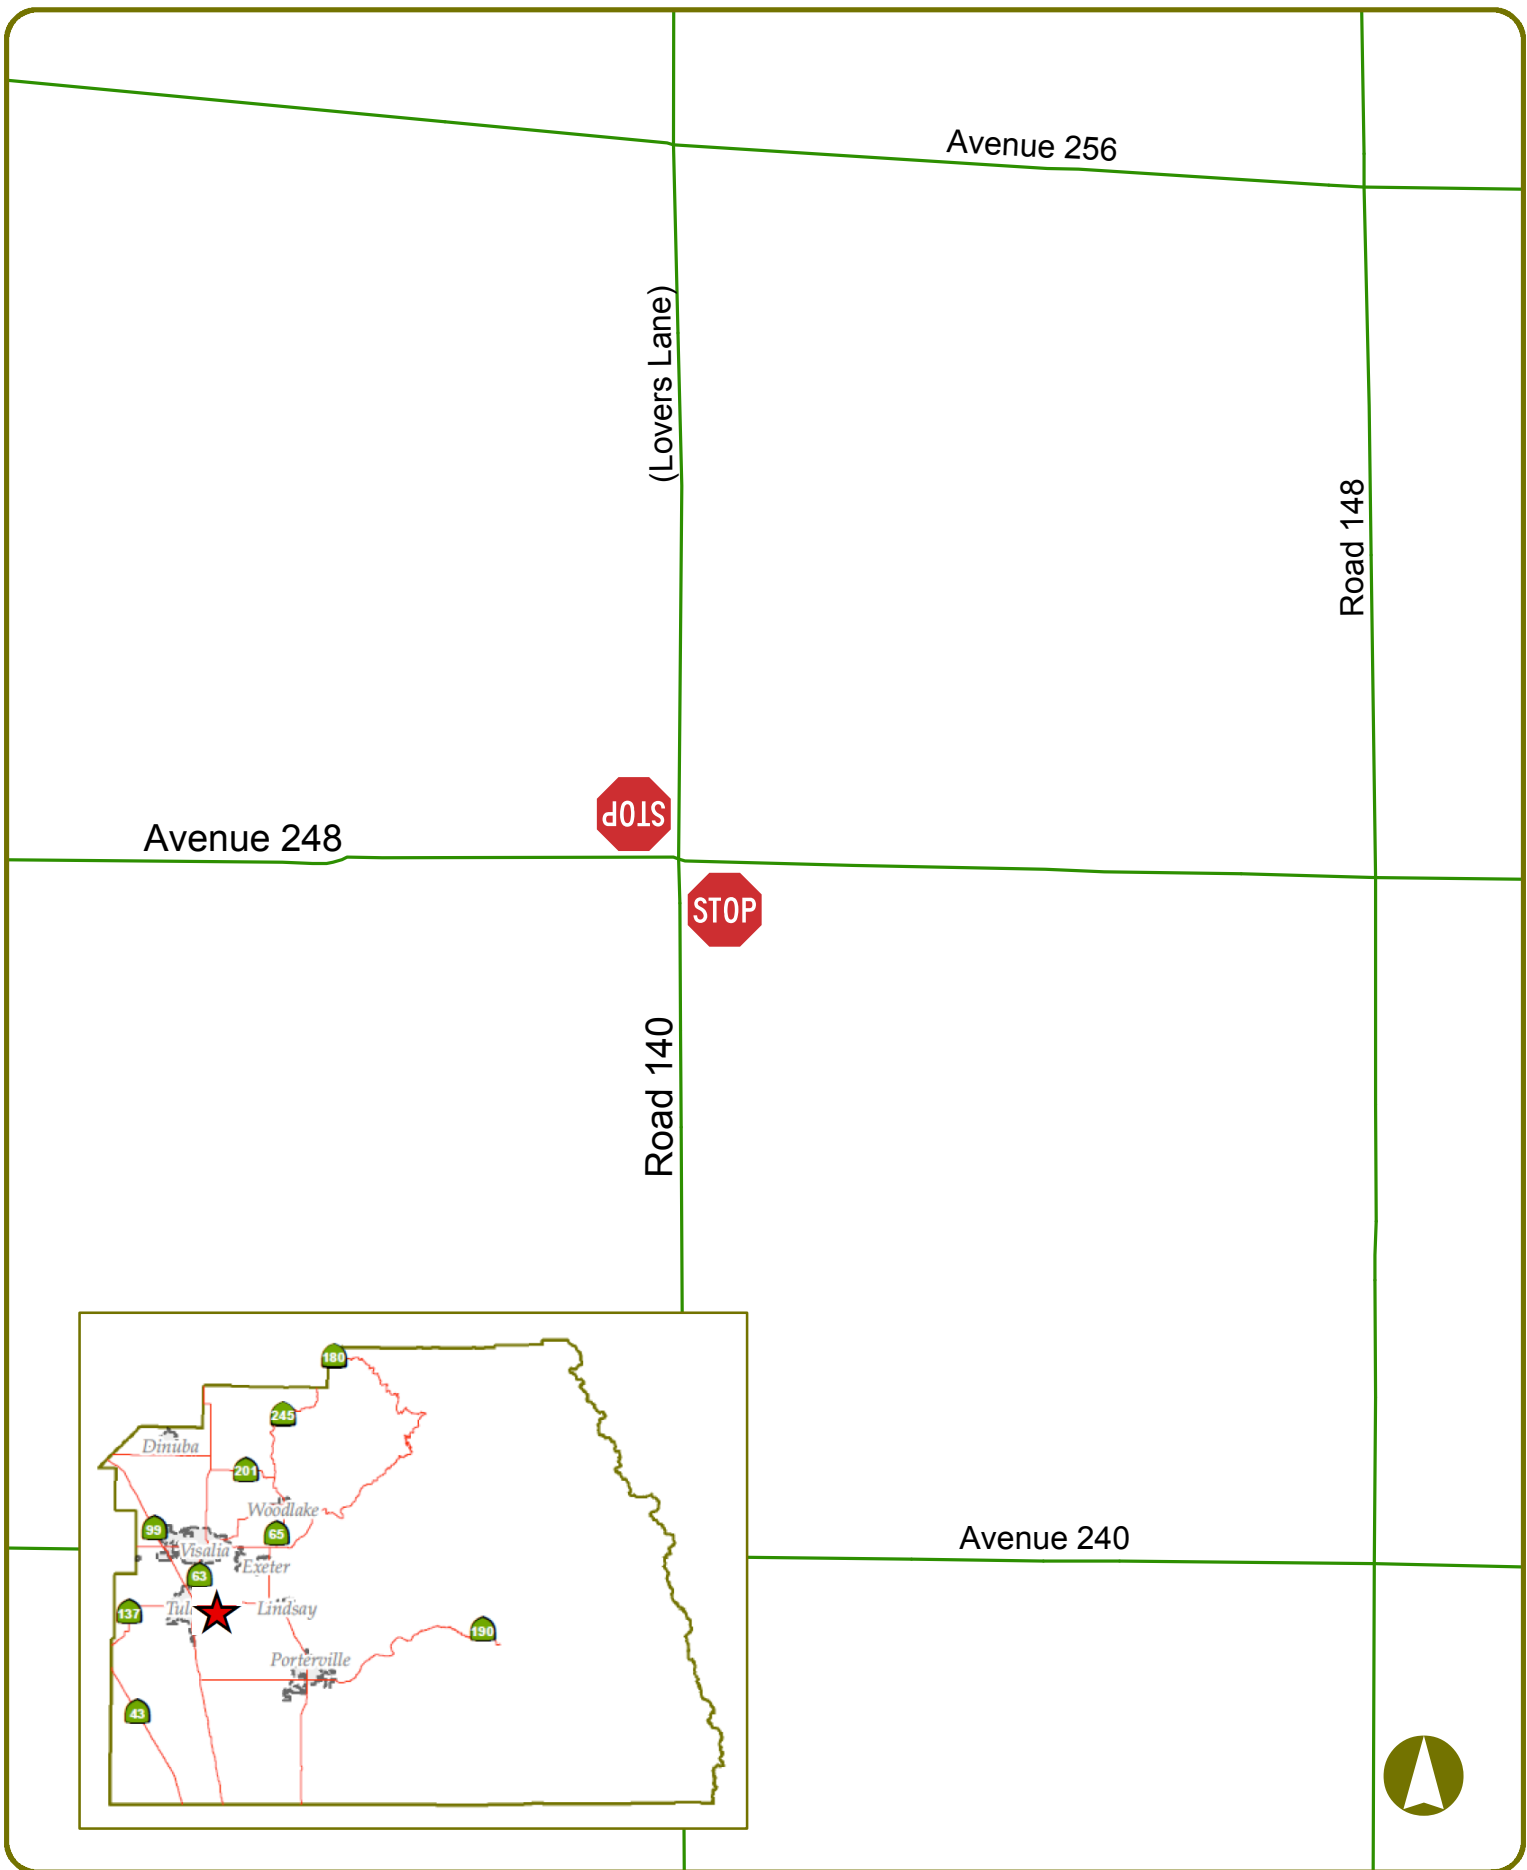 Avenue 256
(Lovers Lane)
Road 148
STOP
Avenue 248
STOP
Road 140
180
245
Dinuba
201
Woodlake
99
65
Visalia
Exeter
63
137
Tul
Lindsay
190
Porterville
43
Avenue 240